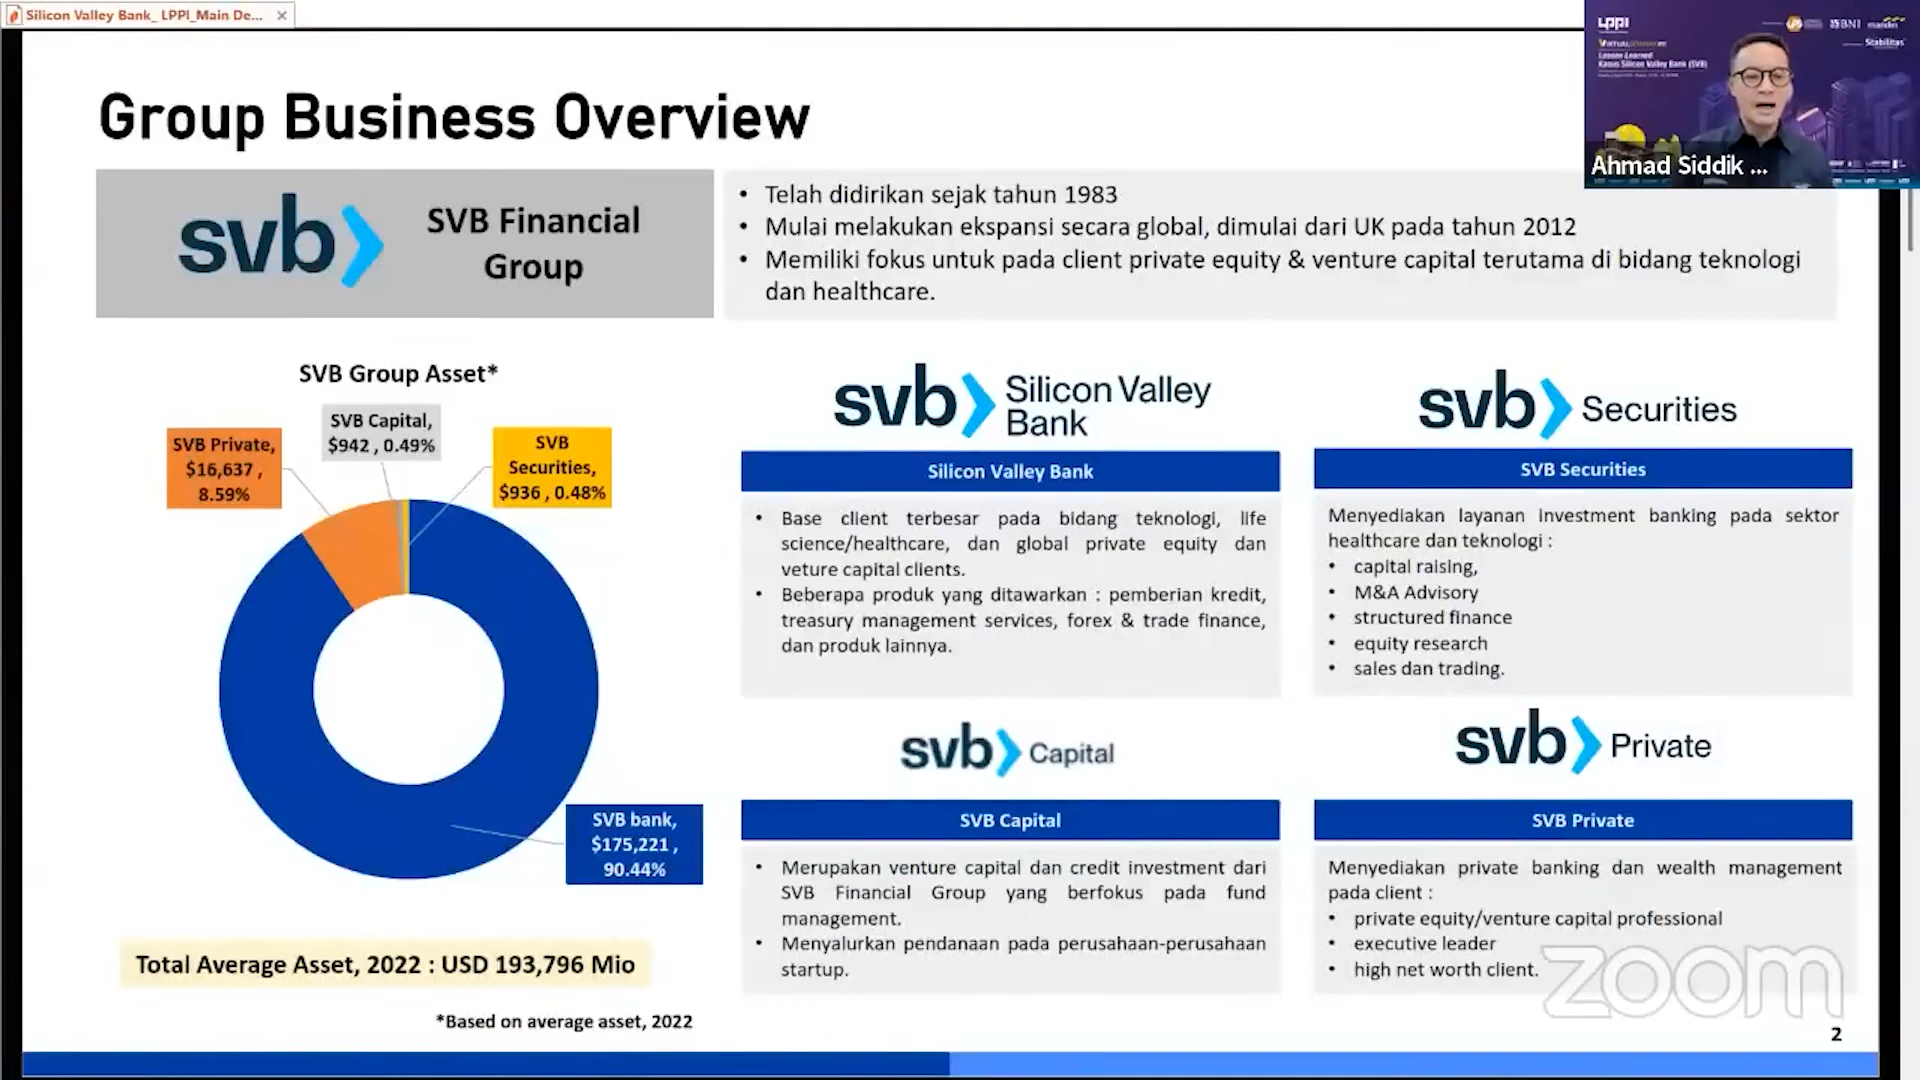 Silicon Valley Bank_ LPPI_Main De...
LPPI
BNI
mandiri
Stabilitas
Lesson Learned
Kasus Silicon Valley Bank (SVB)
Ahmad Siddik ...
Group Business Overview
svb
SVB Financial
Group
• Telah didirikan sejak tahun 1983
• Mulai melakukan ekspansi secara global, dimulai dari UK pada tahun 2012
• Memiliki fokus untuk pada client private equity & venture capital terutama di bidang teknologi
dan healthcare.
SVB Group Asset*
SVB Private,
$16,637 ,
8.59%
SVB Capital,
$942 , 0.49%
SVB
Securities,
$936 , 0.48%
SVB bank,
$175,221 ,
90.44%
Total Average Asset, 2022 : USD 193,796 Mio
*Based on average asset, 2022
svb Silicon Valley
Bank
Silicon Valley Bank
• Base client terbesar pada bidang teknologi, life
science/healthcare, dan global private equity dan
veture capital clients.
• Beberapa produk yang ditawarkan : pemberian kredit,
treasury management services, forex & trade finance,
dan produk lainnya.
svb Securities
SVB Securities
Menyediakan layanan investment banking pada sektor
healthcare dan teknologi :
• capital raising,
• M&A Advisory
• structured finance
• equity research
• sales dan trading.
svb Capital
SVB Capital
• Merupakan venture capital dan credit investment dari
SVB Financial Group yang berfokus pada fund
management.
• Menyalurkan pendanaan pada perusahaan-perusahaan
startup.
svb Private
SVB Private
Menyediakan private banking dan wealth management
pada client :
• private equity/venture capital professional
• executive leader
• high net worth client.
zoom
2